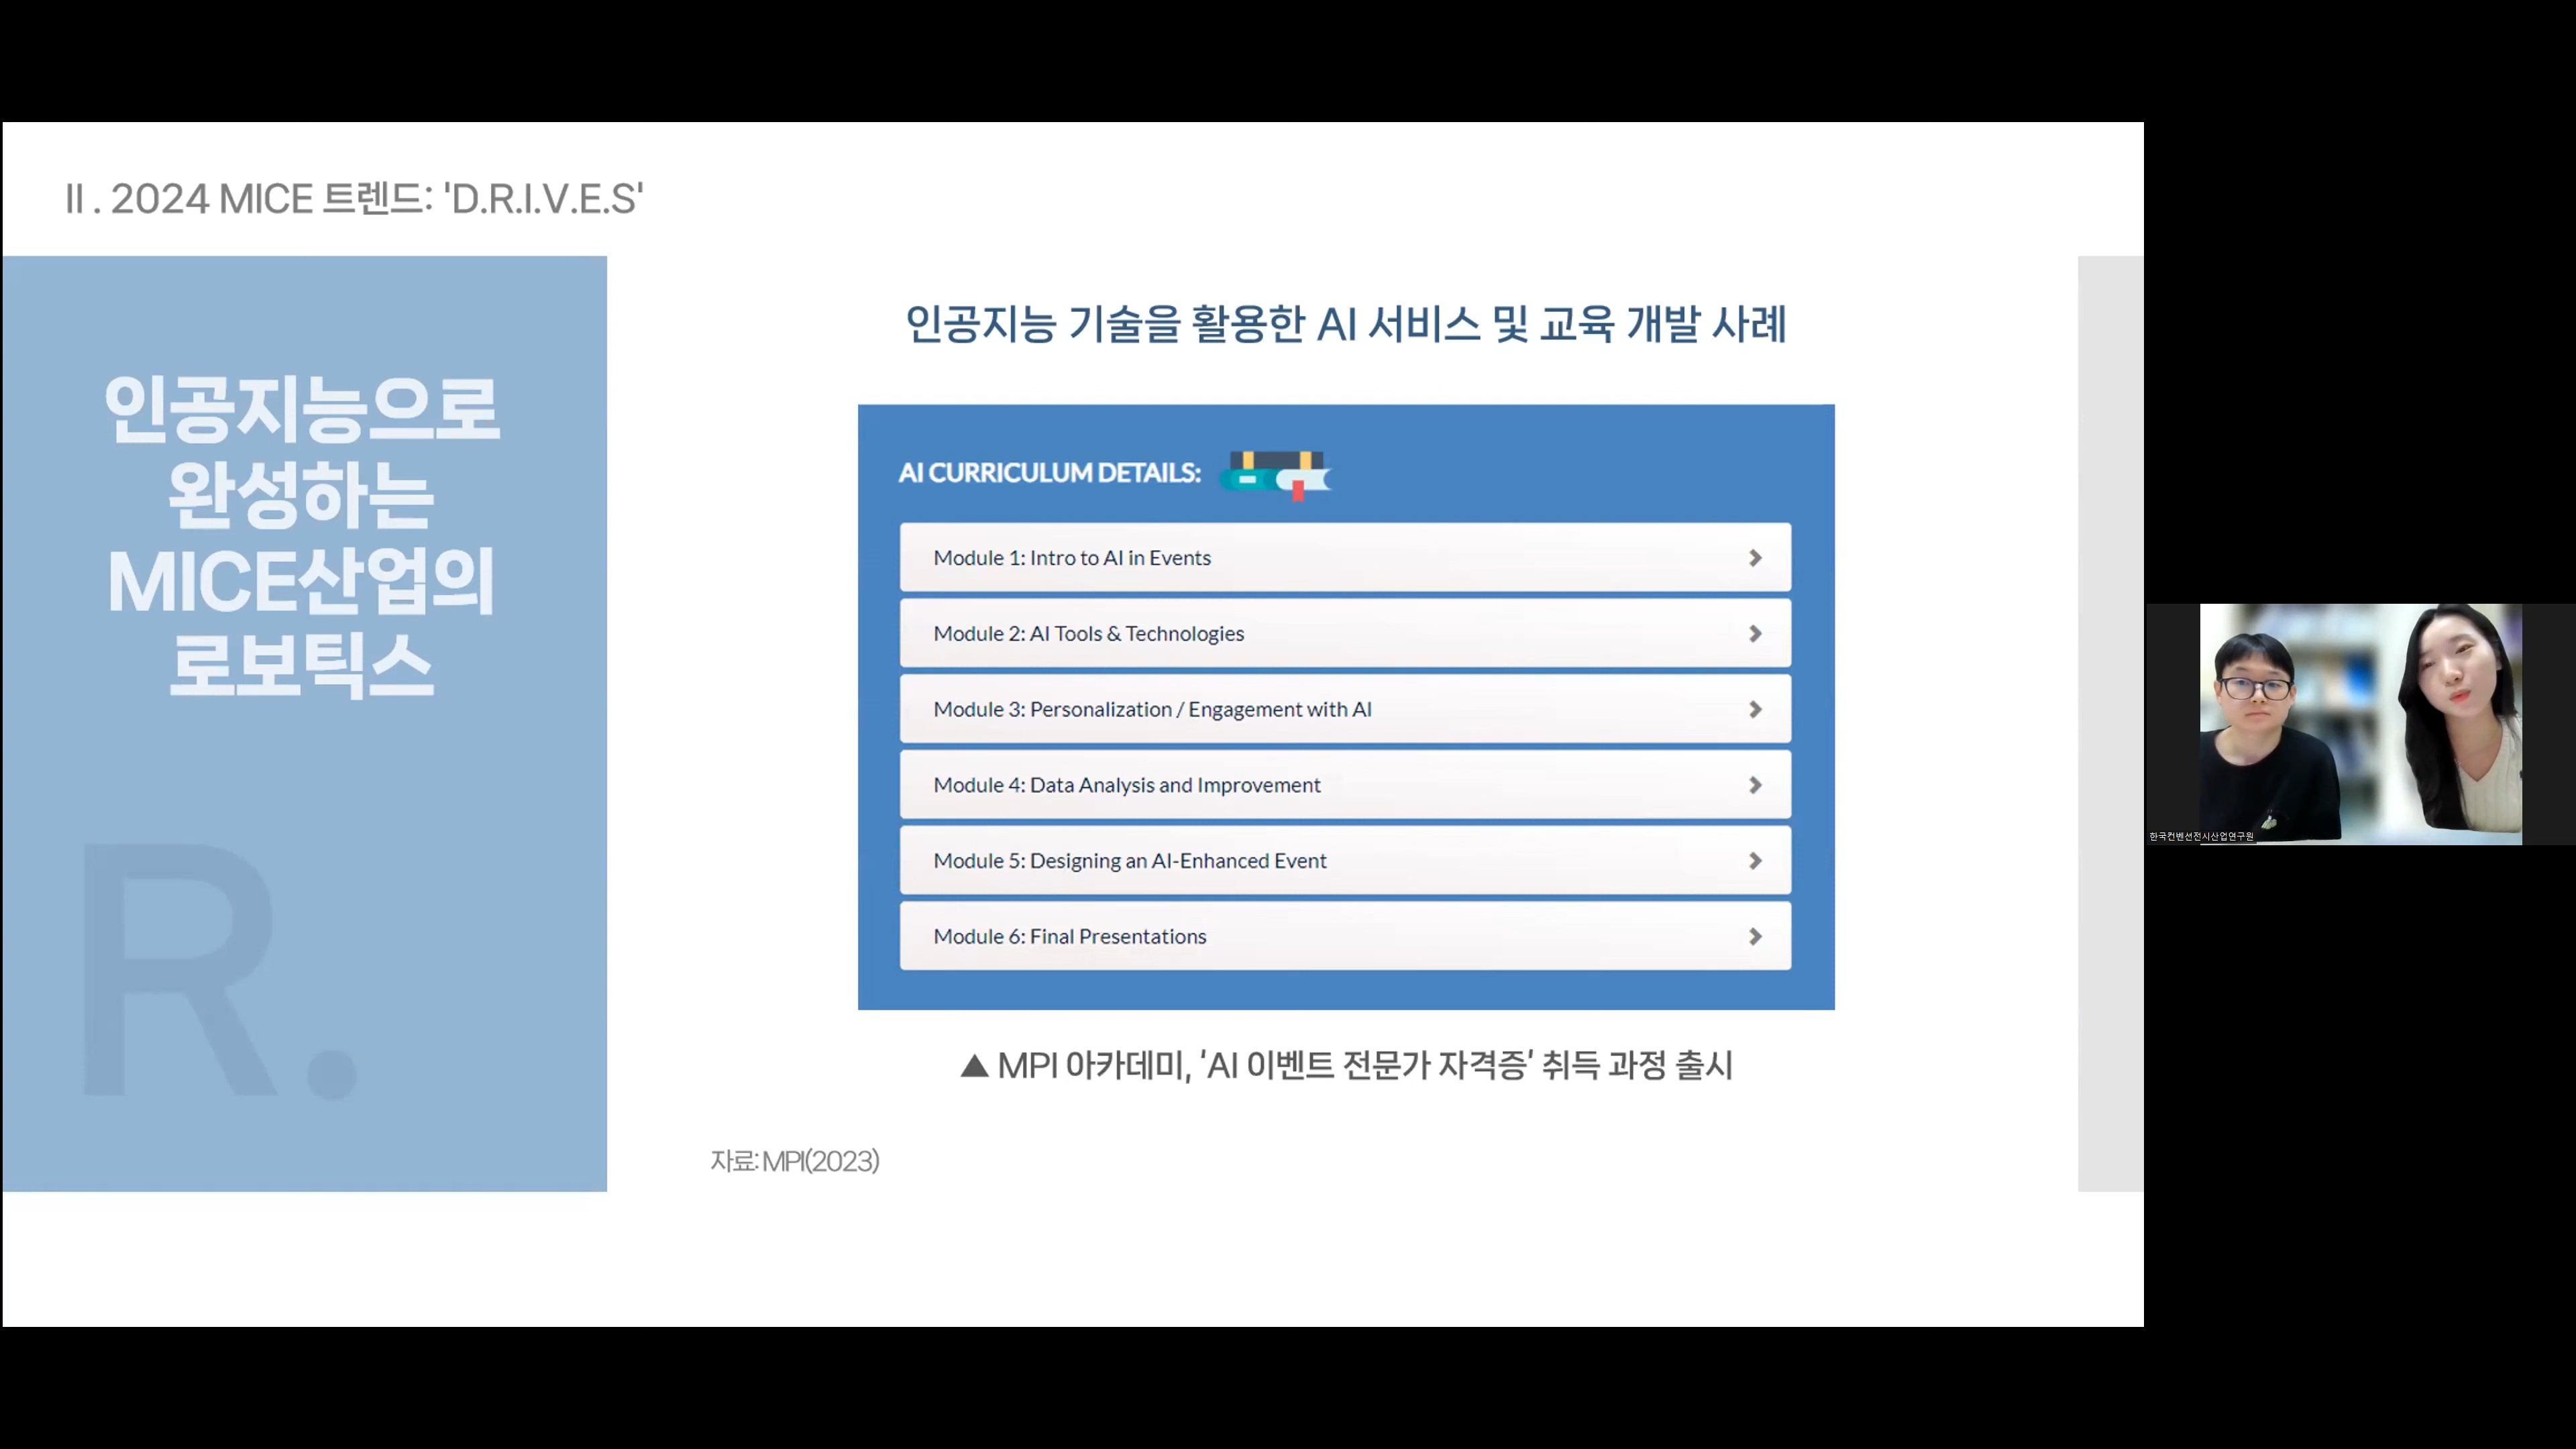 II. 2024 MICE 트렌드: 'D.R.I.V.E.S'
인공지능으로
완성하는
MICE산업의
로보틱스
R.
인공지능 기술을 활용한 AI 서비스 및 교육 개발 사례
AI CURRICULUM DETAILS:
Module 1: Intro to AI in Events
Module 2: AI Tools & Technologies
Module 3: Personalization / Engagement with AI
Module 4: Data Analysis and Improvement
Module 5: Designing an AI-Enhanced Event
Module 6: Final Presentations
▲ MPI 아카데미, ‘AI 이벤트 전문가 자격증’ 취득 과정 출시
자료: MPI(2023)
한국컨벤션전시산업연구원